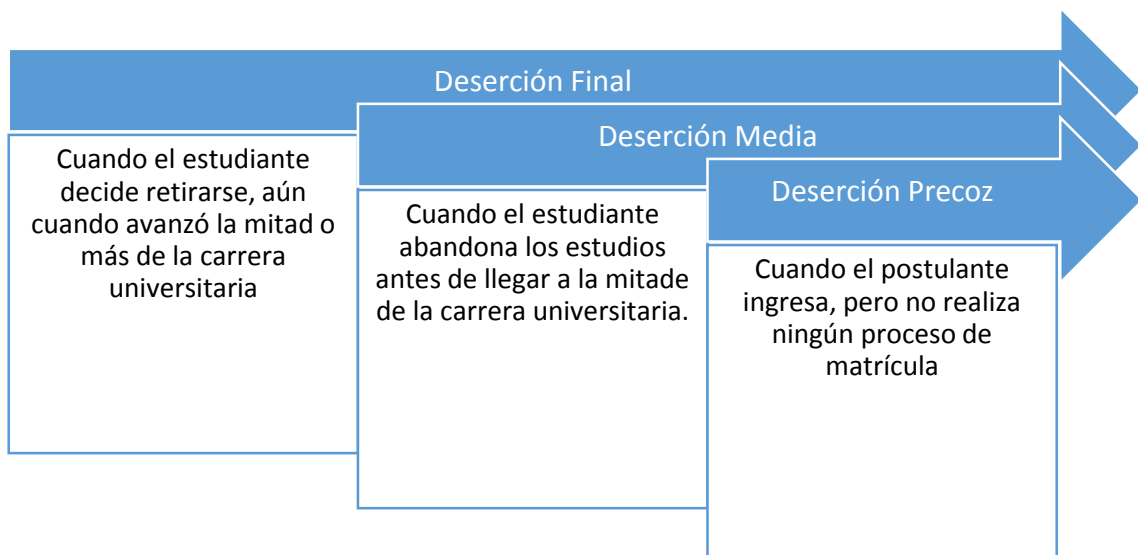 Deserción Final
Cuando el estudiante
decide retirarse, aún
cuando avanzó la mitad o
más de la carrera
universitaria
Deserción Media
Cuando el estudiante
abandona los estudios
antes de llegar a la mitade
de la carrera universitaria.
Deserción Precoz
Cuando el postulante
ingresa, pero no realiza
ningún proceso de
matrícula